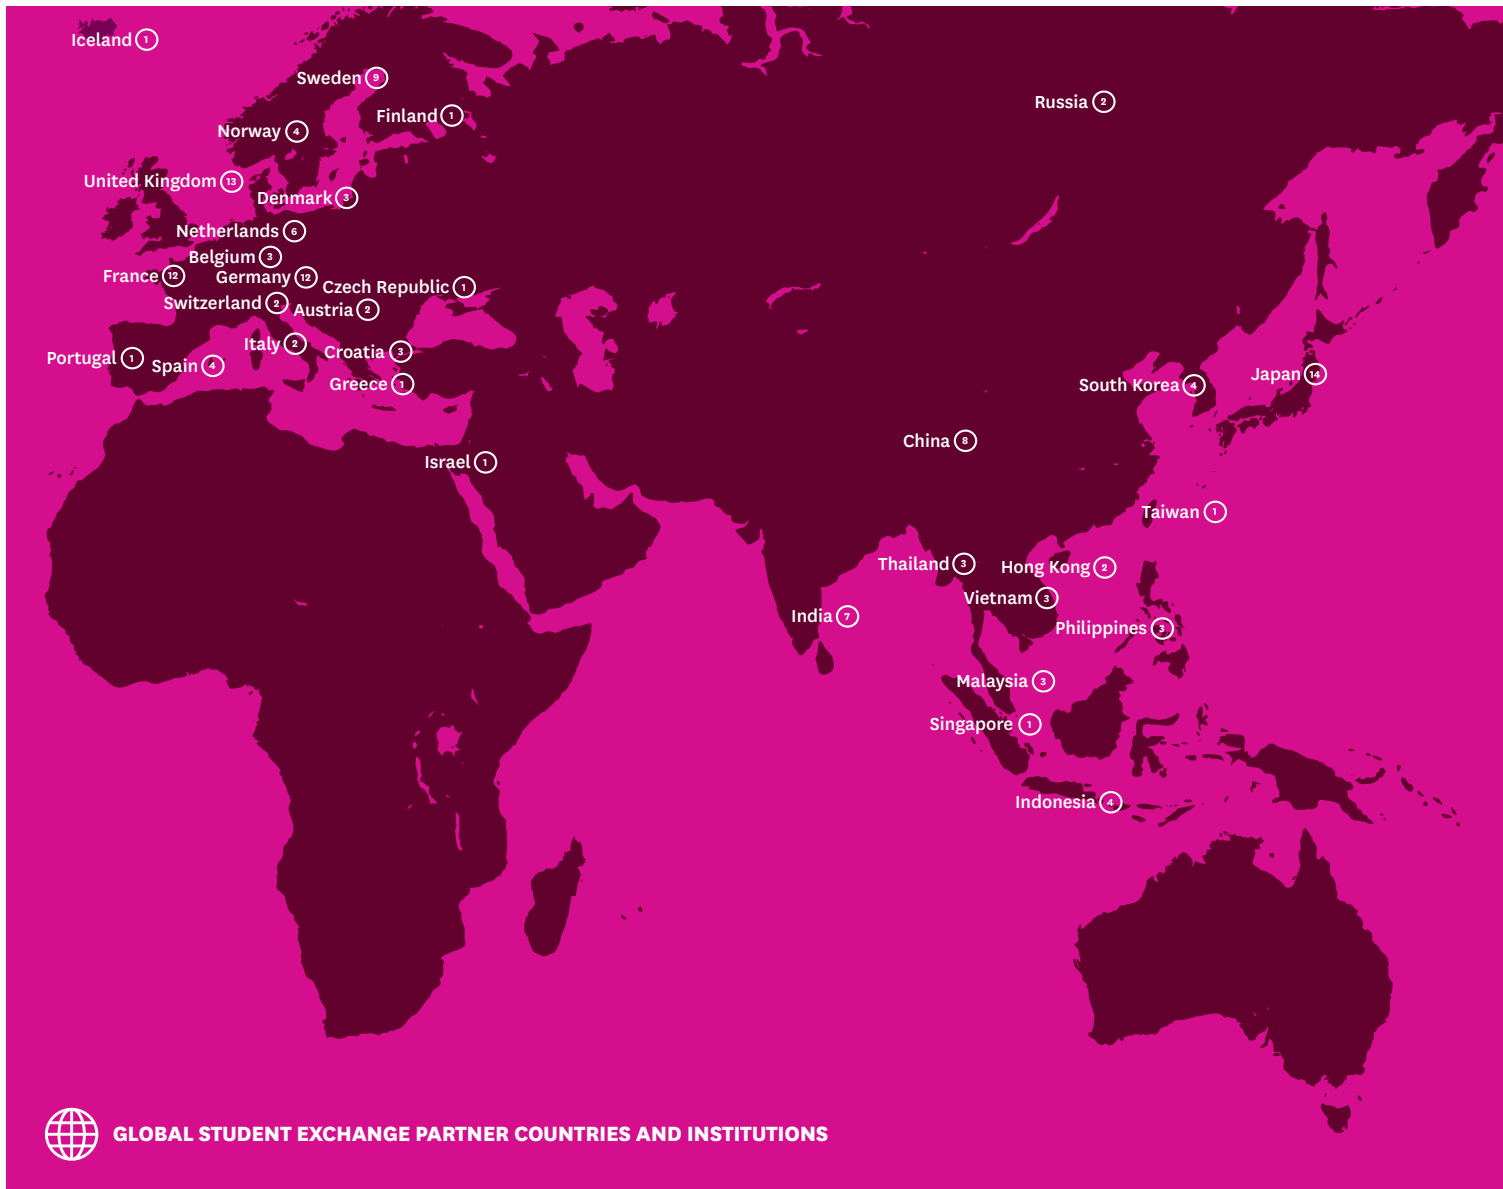 Iceland 1
Sweden 9
Russia 2
Finland 1
Norway 4
United Kingdom 13
Denmark 3
Netherlands 6
Belgium 3
France 12
Germany 12
Czech Republic 1
Switzerland 2
Austria 2
Italy 2
Croatia 3
Portugal 1
Spain 4
Greece 1
South Korea 4
Japan 14
China 8
Israel 1
Taiwan 1
Thailand 3
Hong Kong 2
Vietnam 3
India 7
Philippines 3
Malaysia 3
Singapore 1
Indonesia 4
GLOBAL STUDENT EXCHANGE PARTNER COUNTRIES AND INSTITUTIONS